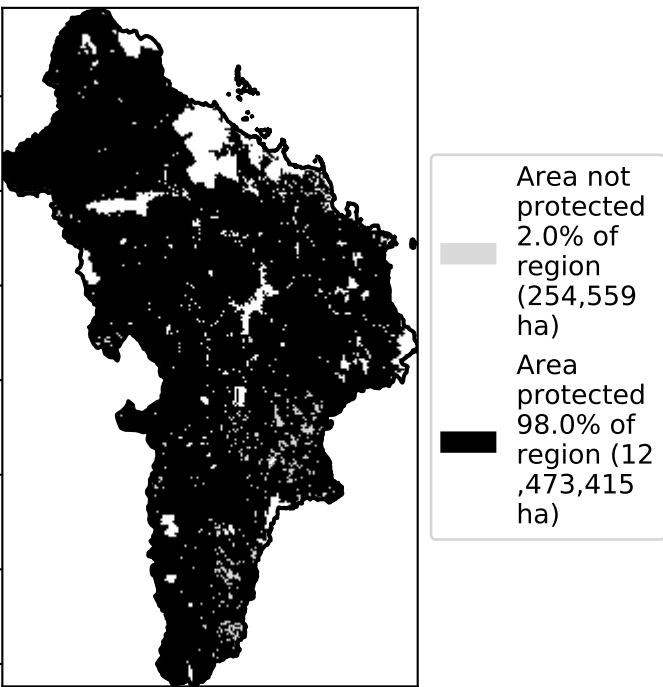 Area not
protected
2.0% of
region
(254,559
ha)
Area
protected
98.0% of
region (12
,473,415
ha)